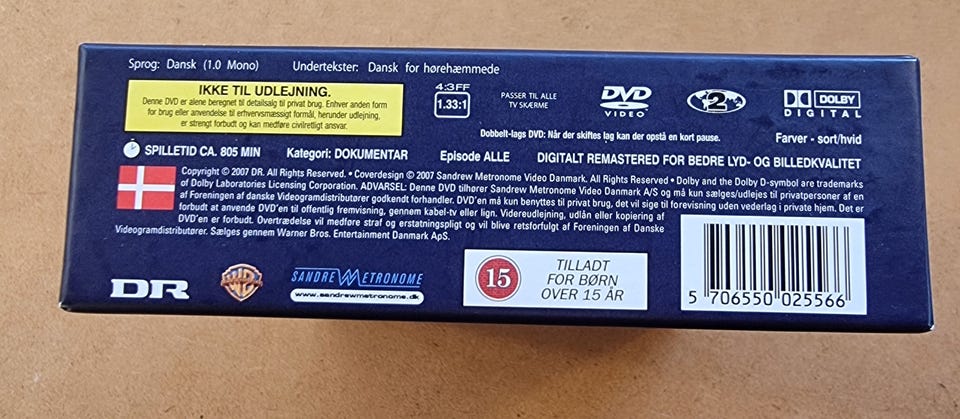 Sprog: Dansk (1.0 Mono) Undertekster: Dansk for hørehæmmede
IKKE TIL UDLEJNING.
Denne DVD er alene beregnet til detailsalg til privat brug. Enhver anden form
for brug eller anvendelse til erhvervsmæssigt formål, herunder udlejning,
er strengt forbudt og kan medføre civilretligt ansvar.
4:3FF
1.33:1
PASSER TIL ALLE
TV SKÆRME
DVD
VIDEO
2
DOLBY
DIGITAL
Dobbelt-lags DVD: Når der skiftes lag kan der opstå en kort pause.
Farver - sort/hvid
SPILLETID CA. 805 MIN Kategori: DOKUMENTAR Episode ALLE DIGITALT REMASTERED FOR BEDRE LYD- OG BILLEDKVALITET
Copyright © 2007 DR. All Rights Reserved. • Coverdesign © 2007 Sandrew Metronome Video Danmark. All Rights Reserved • Dolby and the Dolby D-symbol are trademarks
of Dolby Laboratories Licensing Corporation. ADVARSEL: Denne DVD tilhører Sandrew Metronome Video Danmark A/S og må kun sælges/udlejes til privatpersoner af
en af Foreningen af danske Videogramdistributører godkendt forhandler. DVD'en må kun benyttes til privat brug, det vil sige til forevisning uden vederlag i private hjem. Det er
forbudt at anvende DVD'en til offentlig fremvisning, gennem kabel-tv eller lign. Videreudlejning, udlån eller kopiering af
DVD'en er forbudt. Overtrædelse vil medføre straf og erstatningspligt og vil blive retsforfulgt af Foreningen af Danske
Videogramdistributører. Sælges gennem Warner Bros. Entertainment Danmark ApS.
DR
WB
SANDREW METRONOME
www.sandrewmetronome.dk
15
TILLADT
FOR BØRN
OVER 15 ÅR
5 706550 025566